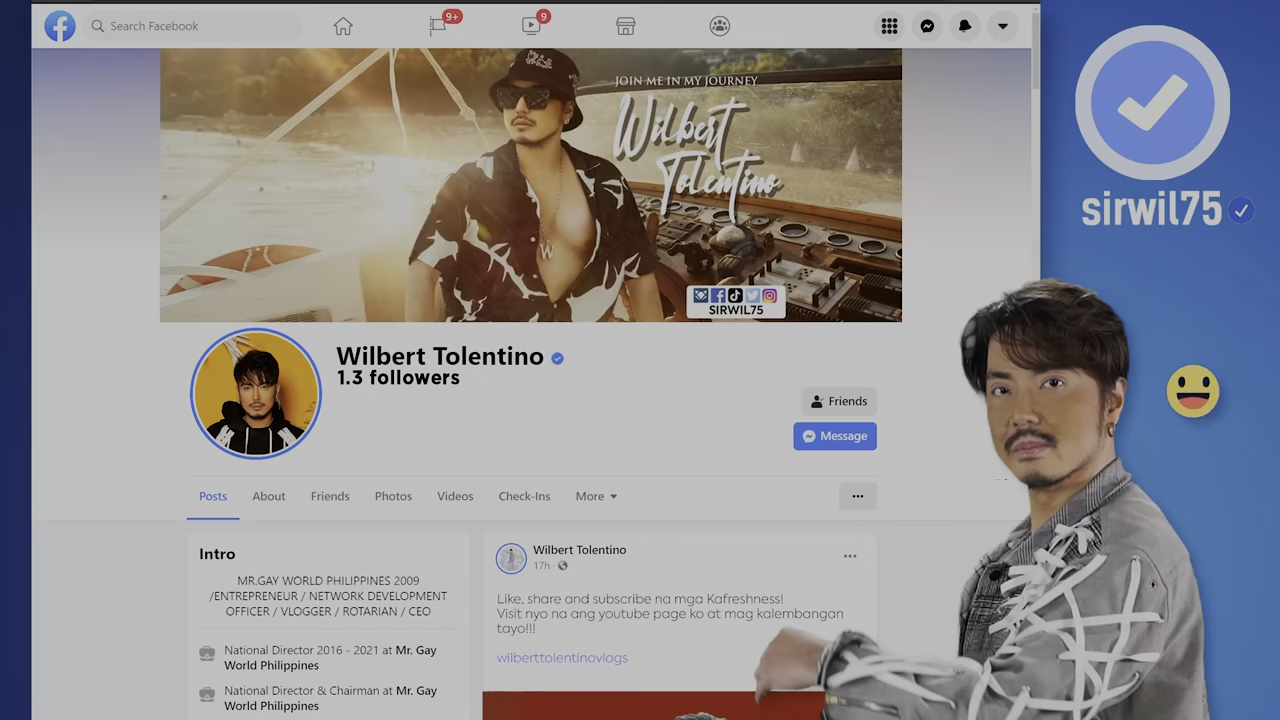 Search Facebook
9+
9
JOIN ME IN MY JOURNEY
Wilbert
Tolentino
SIRWIL75
sirwil75
Wilbert Tolentino
1.3 followers
Friends
Message
Posts
About
Friends
Photos
Videos
Check-Ins
More
Intro
MR.GAY WORLD PHILIPPINES 2009
/ENTREPRENEUR / NETWORK DEVELOPMENT
OFFICER / VLOGGER / ROTARIAN / CEO
National Director 2016 - 2021 at Mr. Gay
World Philippines
National Director & Chairman at Mr. Gay
World Philippines
Wilbert Tolentino
17h ·
Like, share and subscribe na mga Kafreshness!
Visit nyo na ang youtube page ko at mag kalembangan
tayo!!!
wilberttolentinovlogs
W